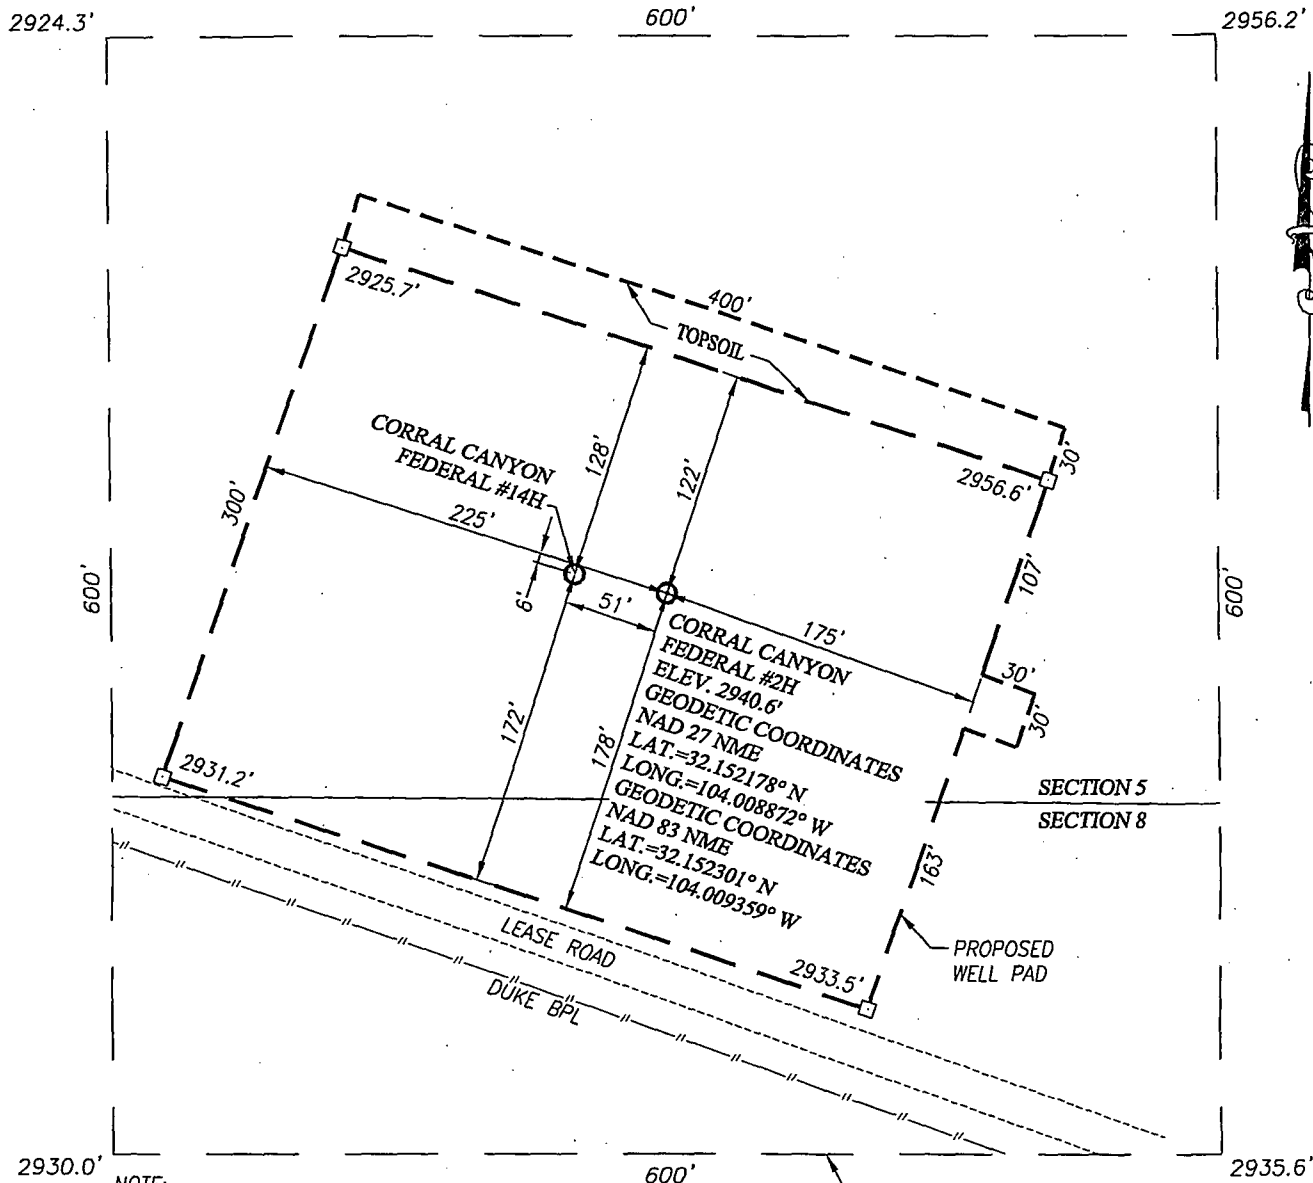 2924.3'
600'
2956.2'
2925.7'
400'
TOPSOIL
CORRAL CANYON
FEDERAL #14H
128'
122'
2956.6'
30'
300'
225'
107'
600'
6'
51'
175'
600'
30'
30'
CORRAL CANYON
FEDERAL #2H
ELEV. 2940.6'
GEODETIC COORDINATES
NAD 27 NME
LAT.=32.152178° N
LONG.=104.008872° W
GEODETIC COORDINATES
NAD 83 NME
LAT.=32.152301° N
LONG.=104.009359° W
172'
178'
2931.2'
SECTION 5
SECTION 8
163'
LEASE ROAD
2933.5'
PROPOSED
WELL PAD
DUKE BPL
2930.0'
600'
2935.6'
NOTE: